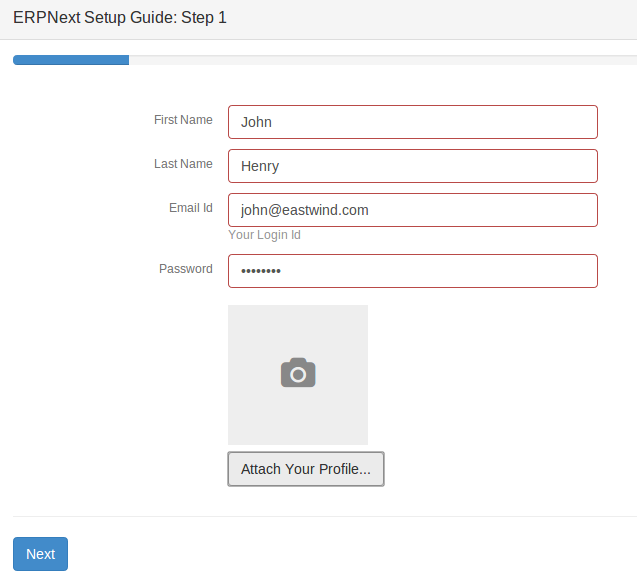 ERPNext Setup Guide: Step 1
First Name
John
Last Name
Henry
Email Id
john@eastwind.com
Your Login Id
Password
••••••••
Attach Your Profile...
Next